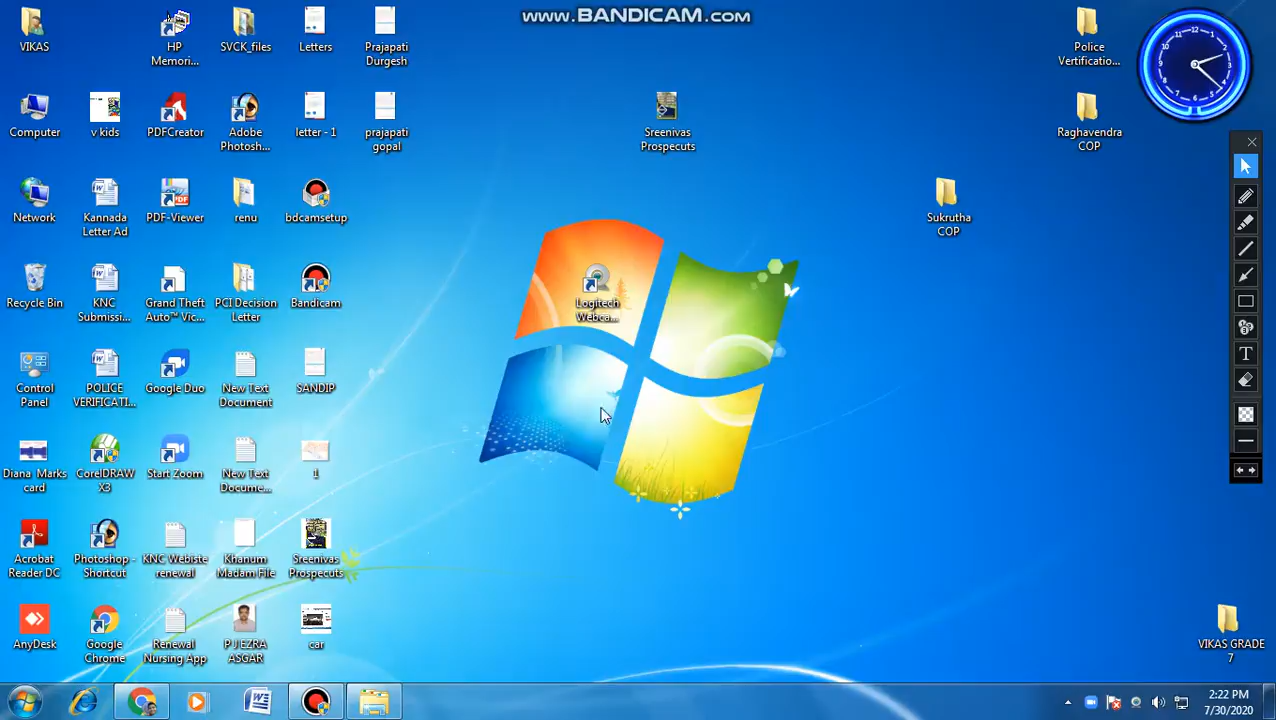 www.BANDICAM.com
VIKAS
HP
Memori...
SVCK_files
Letters
Prajapati
Durgesh
Police
Vertificatio...
Computer
v kids
PDFCreator
Adobe
Photosh...
letter - 1
prajapati
gopal
Sreenivas
Prospecuts
Raghavendra
COP
Network
Kannada
Letter Ad
PDF-Viewer
renu
bdcamsetup
Sukrutha
COP
Recycle Bin
KNC
Submissi...
Grand Theft
Auto™ Vic...
PCI Decision
Letter
Bandicam
Logitech
Webca...
Control
Panel
POLICE
VERIFICATI...
Google Duo
New Text
Document
SANDIP
Diana Marks
card
CorelDRAW
X3
Start Zoom
New Text
Docume...
1
Acrobat
Reader DC
Photoshop -
Shortcut
KNC Webiste
renewal
Khanum
Madam File
Sreenivas
Prospecuts
AnyDesk
Google
Chrome
Renewal
Nursing App
P J EZRA
ASGAR
car
VIKAS GRADE
7
2:22 PM
7/30/2020